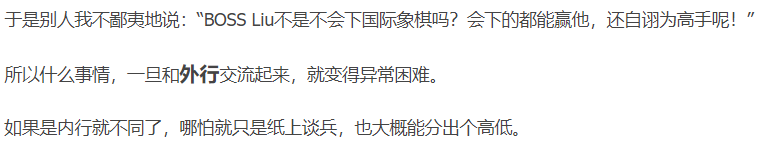 于是别人我不鄙夷地说：“BOSS Liu不是不会下国际象棋吗？会下的都能赢他，还自诩为高手呢！”
所以什么事情，一旦和外行交流起来，就变得异常困难。
如果是内行就不同了，哪怕就只是纸上谈兵，也大概能分出个高低。